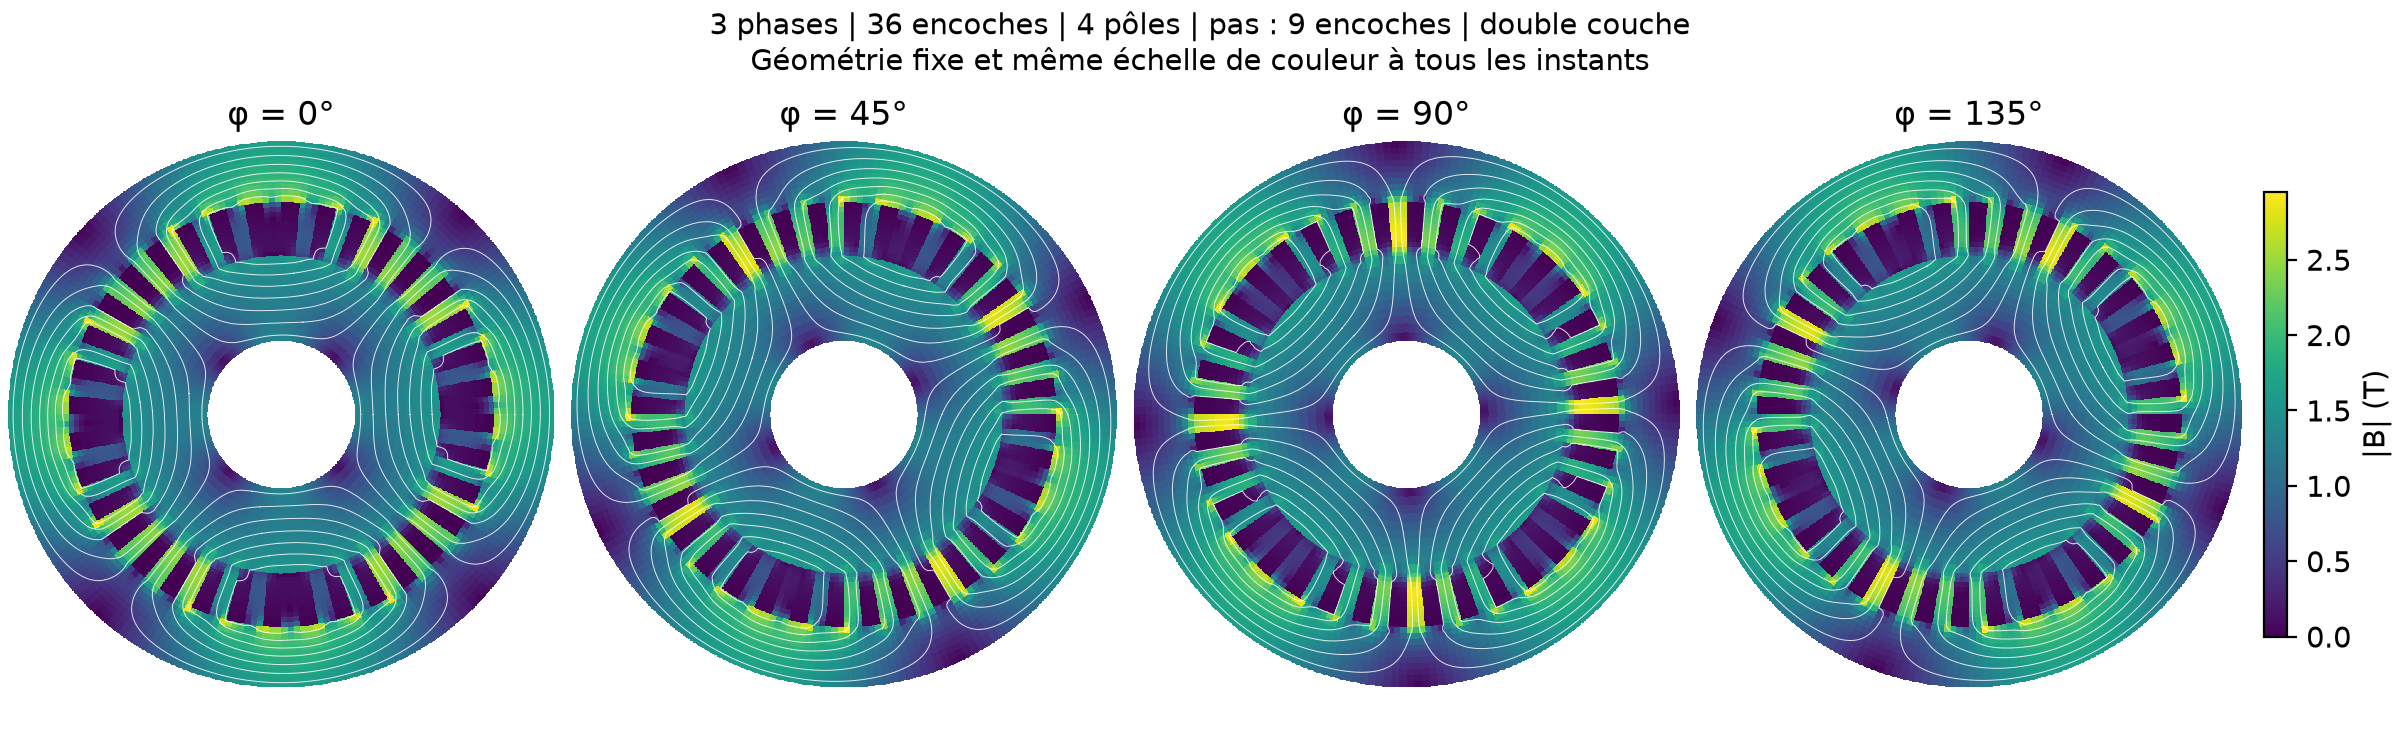 3 phases | 36 encoches | 4 pôles | pas : 9 encoches | double couche
Géométrie fixe et même échelle de couleur à tous les instants
φ = 0°
φ = 45°
φ = 90°
φ = 135°
2.5
2.0
1.5
1.0
0.5
0.0
|B| (T)